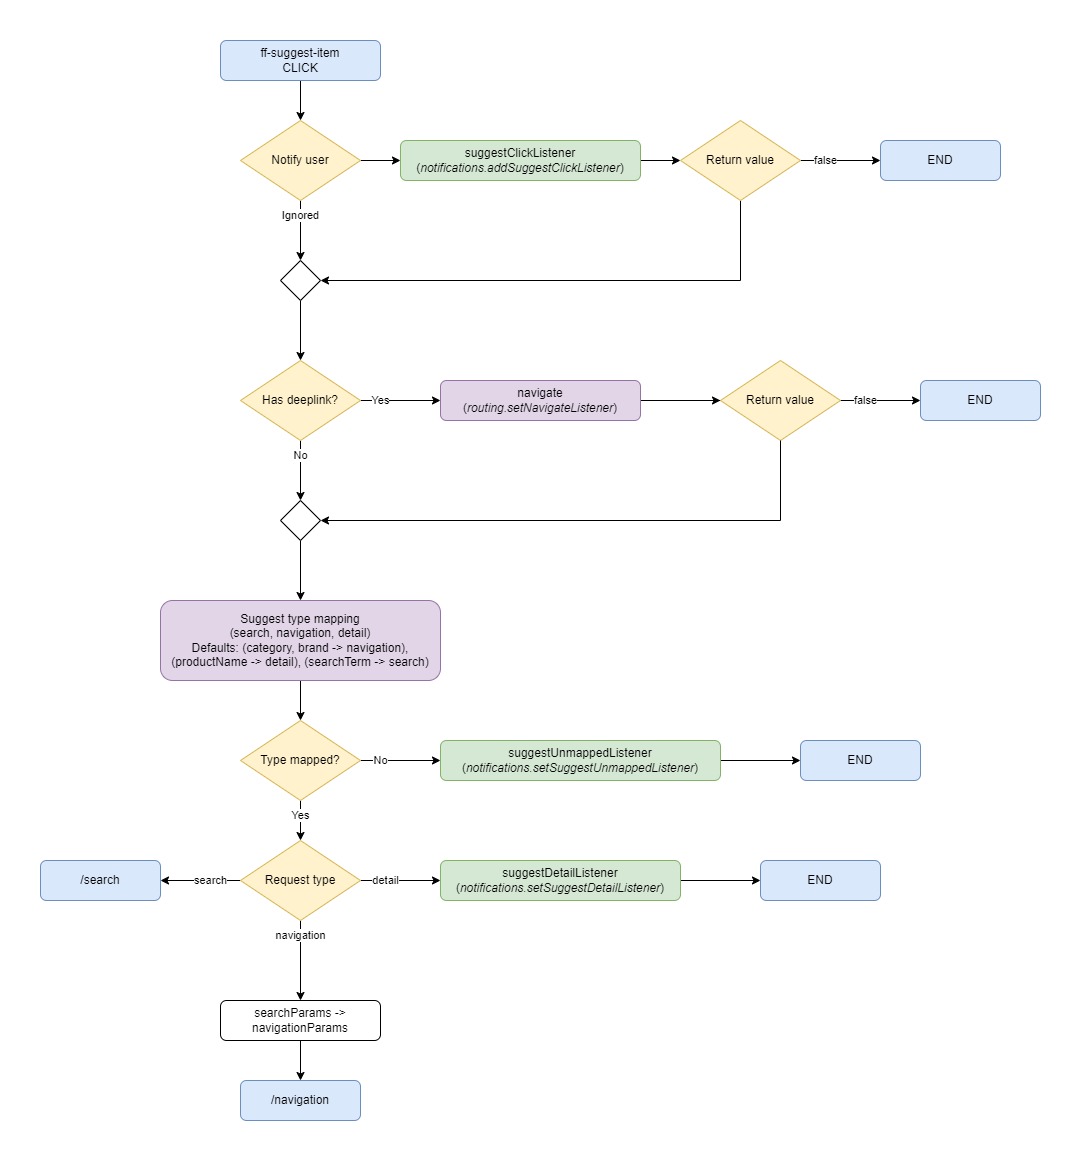 ff-suggest-item
CLICK
Notify user
suggestClickListener
(notifications.addSuggestClickListener)
Return value
false
END
Ignored
Has deeplink?
Yes
navigate
(routing.setNavigateListener)
Return value
false
END
No
Suggest type mapping
(search, navigation, detail)
Defaults: (category, brand -> navigation),
(productName -> detail), (searchTerm -> search)
Type mapped?
No
suggestUnmappedListener
(notifications.setSuggestUnmappedListener)
END
Yes
/search
search
Request type
detail
suggestDetailListener
(notifications.setSuggestDetailListener)
END
navigation
searchParams ->
navigationParams
/navigation